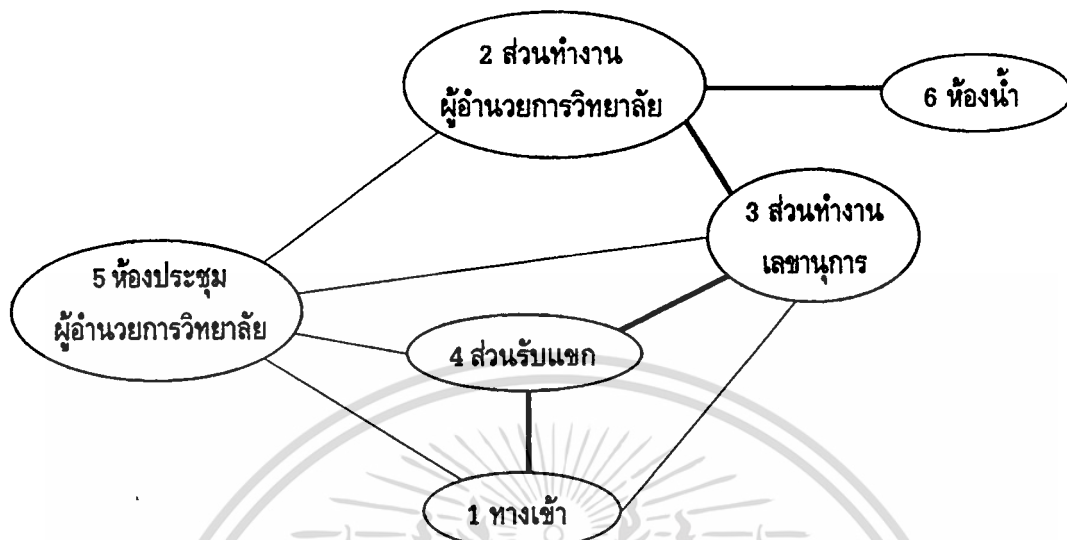 2 ส่วนทำงาน
ผู้อำนวยการวิทยาลัย
6 ห้องน้ำ
3 ส่วนทำงาน
เลขานุการ
5 ห้องประชุม
ผู้อำนวยการวิทยาลัย
4 ส่วนรับแขก
1 ทางเข้า